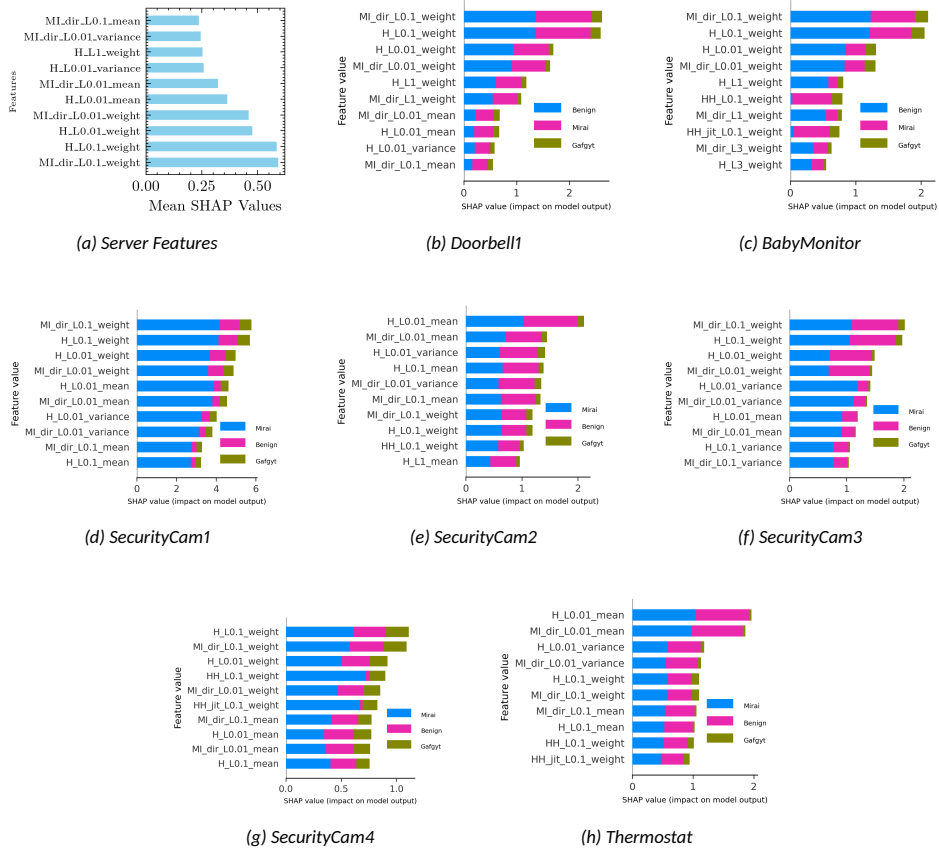 MI_dir_L0.1_mean
MI_dir_L0.01_variance
H_L1_weight
H_L0.01_variance
MI_dir_L0.01_mean
H_L0.01_mean
MI_dir_L0.01_weight
H_L0.01_weight
H_L0.1_weight
MI_dir_L0.1_weight
Features
0.00 0.25 0.50
Mean SHAP Values
(a) Server Features
MI_dir_L0.1_weight
H_L0.1_weight
H_L0.01_weight
MI_dir_L0.01_weight
H_L1_weight
MI_dir_L1_weight
MI_dir_L0.01_mean
H_L0.01_mean
H_L0.01_variance
MI_dir_L0.1_mean
Feature value
Benign
Mirai
Gafgyt
0 1 2
SHAP value (impact on model output)
(b) Doorbell1
MI_dir_L0.1_weight
H_L0.1_weight
H_L0.01_weight
MI_dir_L0.01_weight
H_L1_weight
HH_L0.1_weight
MI_dir_L1_weight
HH_jit_L0.1_weight
MI_dir_L3_weight
H_L3_weight
Feature value
Benign
Mirai
Gafgyt
0 1 2
SHAP value (impact on model output)
(c) BabyMonitor
MI_dir_L0.1_weight
H_L0.1_weight
H_L0.01_weight
MI_dir_L0.01_weight
H_L0.01_mean
MI_dir_L0.01_mean
H_L0.01_variance
MI_dir_L0.01_variance
MI_dir_L0.1_mean
H_L0.1_mean
Feature value
Mirai
Benign
Gafgyt
0 2 4 6
SHAP value (impact on model output)
(d) SecurityCam1
H_L0.01_mean
MI_dir_L0.01_mean
H_L0.01_variance
H_L0.1_mean
MI_dir_L0.01_variance
MI_dir_L0.1_mean
MI_dir_L0.1_weight
H_L0.1_weight
HH_L0.1_weight
H_L1_mean
Feature value
Mirai
Benign
Gafgyt
0 1 2
SHAP value (impact on model output)
(e) SecurityCam2
MI_dir_L0.1_weight
H_L0.1_weight
H_L0.01_weight
MI_dir_L0.01_weight
H_L0.01_variance
MI_dir_L0.01_variance
H_L0.01_mean
MI_dir_L0.01_mean
H_L0.1_variance
MI_dir_L0.1_variance
Feature value
Mirai
Benign
Gafgyt
0 1 2
SHAP value (impact on model output)
(f) SecurityCam3
H_L0.1_weight
MI_dir_L0.1_weight
H_L0.01_weight
HH_L0.1_weight
MI_dir_L0.01_weight
HH_jit_L0.1_weight
MI_dir_L0.1_mean
H_L0.01_mean
MI_dir_L0.01_mean
H_L0.1_mean
Feature value
Mirai
Benign
Gafgyt
0.0 0.5 1.0
SHAP value (impact on model output)
(g) SecurityCam4
H_L0.01_mean
MI_dir_L0.01_mean
H_L0.01_variance
MI_dir_L0.01_variance
H_L0.1_weight
MI_dir_L0.1_weight
MI_dir_L0.1_mean
H_L0.1_mean
HH_L0.1_weight
HH_jit_L0.1_weight
Feature value
Mirai
Benign
Gafgyt
0 1 2
SHAP value (impact on model output)
(h) Thermostat